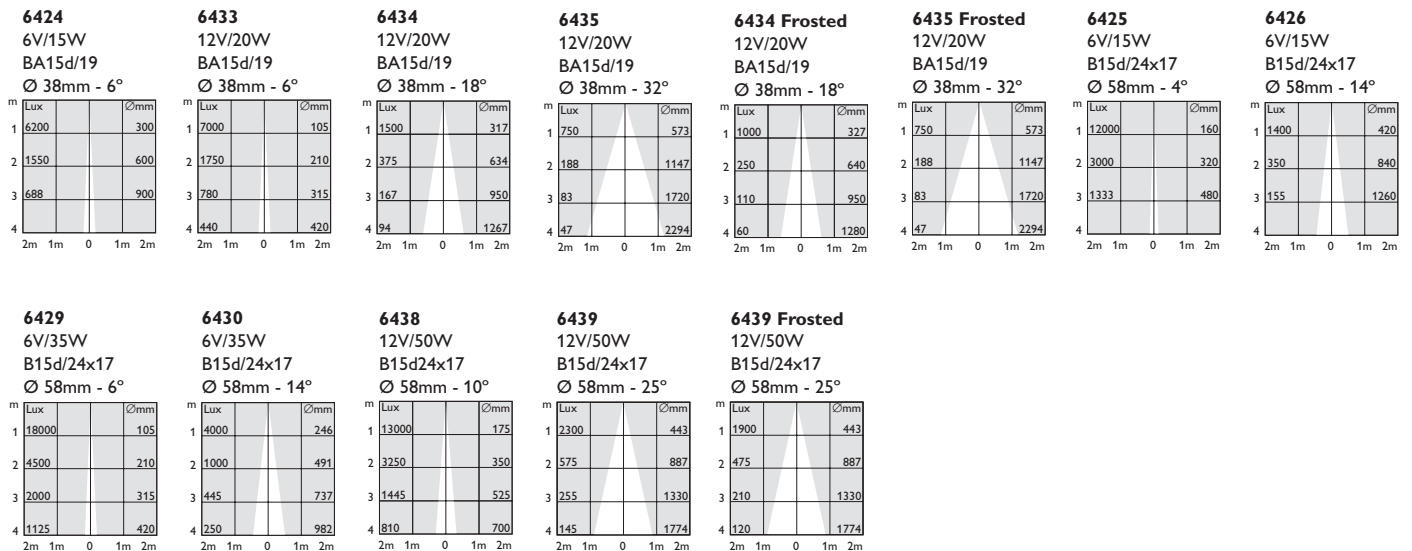 6424
6V/15W
BA15d/19
Ø 38mm - 6º
m Lux Ømm
1 6200 300
2 1550 600
3 688 900
4
2m 1m 0 1m 2m
6433
12V/20W
BA15d/19
Ø 38mm - 6º
m Lux Ømm
1 7000 105
2 1750 210
3 780 315
4 440 420
2m 1m 0 1m 2m
6434
12V/20W
BA15d/19
Ø 38mm - 18º
m Lux Ømm
1 1500 317
2 375 634
3 167 950
4 94 1267
2m 1m 0 1m 2m
6435
12V/20W
BA15d/19
Ø 38mm - 32º
m Lux Ømm
1 750 573
2 188 1147
3 83 1720
4 47 2294
2m 1m 0 1m 2m
6434 Frosted
12V/20W
BA15d/19
Ø 38mm - 18º
m Lux Ømm
1 1000 327
2 250 640
3 110 950
4 60 1280
2m 1m 0 1m 2m
6435 Frosted
12V/20W
BA15d/19
Ø 38mm - 32º
m Lux Ømm
1 750 573
2 188 1147
3 83 1720
4 47 2294
2m 1m 0 1m 2m
6425
6V/15W
B15d/24x17
Ø 58mm - 4º
m Lux Ømm
1 12000 160
2 3000 320
3 1333 480
4
2m 1m 0 1m 2m
6426
6V/15W
B15d/24x17
Ø 58mm - 14º
m Lux Ømm
1 1400 420
2 350 840
3 155 1260
4
2m 1m 0 1m 2m
6429
6V/35W
B15d/24x17
Ø 58mm - 6º
m Lux Ømm
1 18000 105
2 4500 210
3 2000 315
4 1125 420
2m 1m 0 1m 2m
6430
6V/35W
B15d/24x17
Ø 58mm - 14º
m Lux Ømm
1 4000 246
2 1000 491
3 445 737
4 250 982
2m 1m 0 1m 2m
6438
12V/50W
B15d24x17
Ø 58mm - 10º
m Lux Ømm
1 13000 175
2 3250 350
3 1445 525
4 810 700
2m 1m 0 1m 2m
6439
12V/50W
B15d/24x17
Ø 58mm - 25º
m Lux Ømm
1 2300 443
2 575 887
3 255 1330
4 145 1774
2m 1m 0 1m 2m
6439 Frosted
12V/50W
B15d/24x17
Ø 58mm - 25º
m Lux Ømm
1 1900 443
2 475 887
3 210 1330
4 120 1774
2m 1m 0 1m 2m